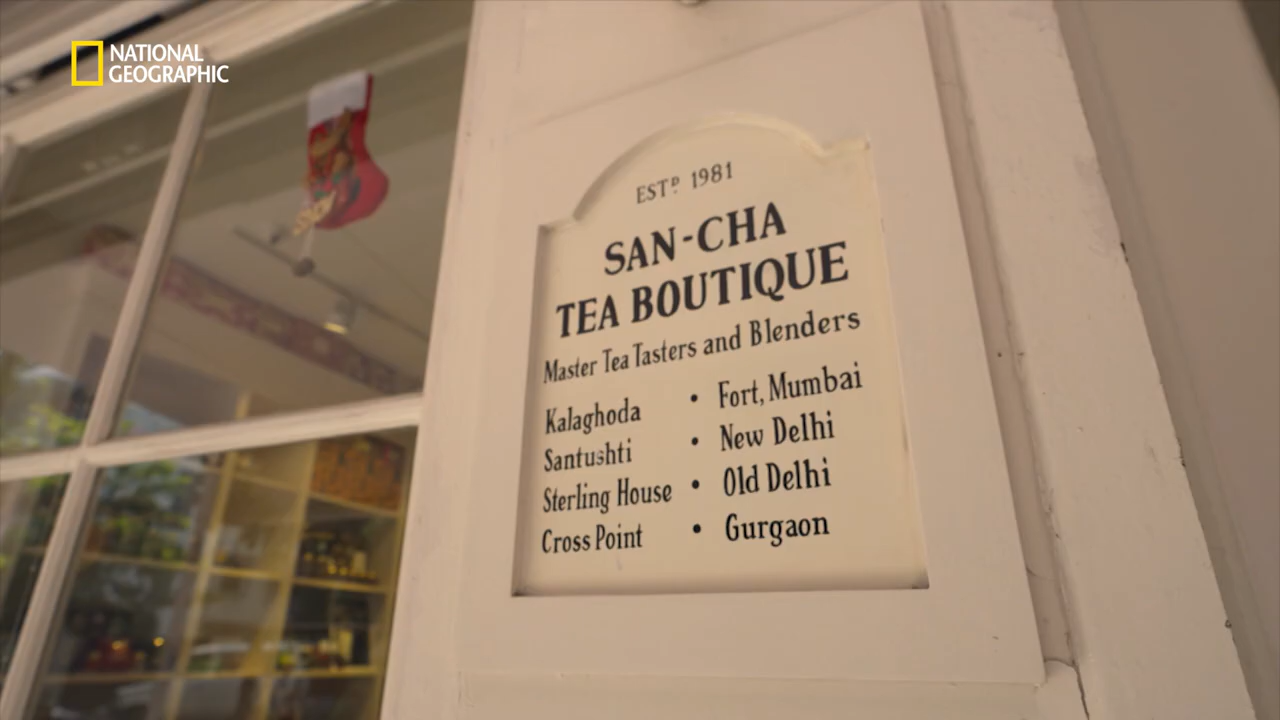 NATIONAL
GEOGRAPHIC
ESTD 1981
SAN-CHA
TEA BOUTIQUE
Master Tea Tasters and Blenders
Kalaghoda • Fort, Mumbai
Santushti • New Delhi
Sterling House • Old Delhi
Cross Point • Gurgaon